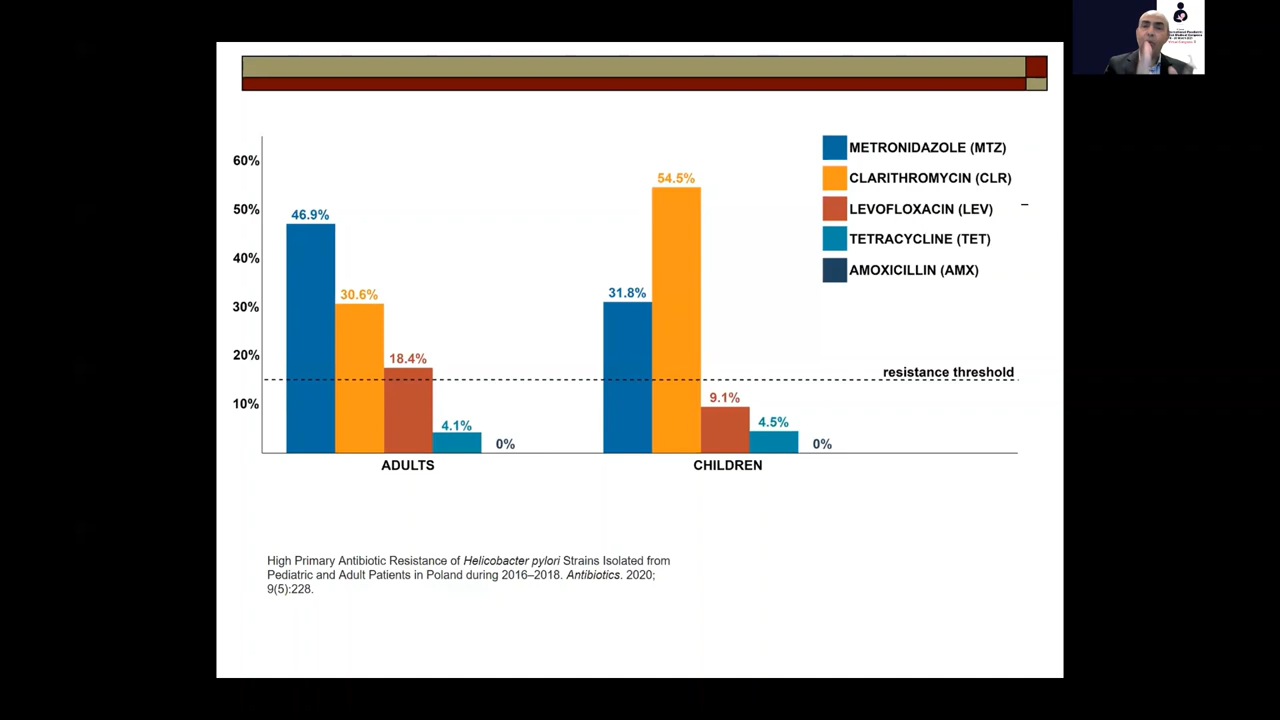 60%
50%
40%
30%
20%
10%
46.9%
30.6%
18.4%
4.1%
0%
31.8%
54.5%
9.1%
4.5%
0%
METRONIDAZOLE (MTZ)
CLARITHROMYCIN (CLR)
LEVOFLOXACIN (LEV)
TETRACYCLINE (TET)
AMOXICILLIN (AMX)
resistance threshold
ADULTS
CHILDREN
High Primary Antibiotic Resistance of Helicobacter pylori Strains Isolated from
Pediatric and Adult Patients in Poland during 2016–2018. Antibiotics. 2020;
9(5):228.